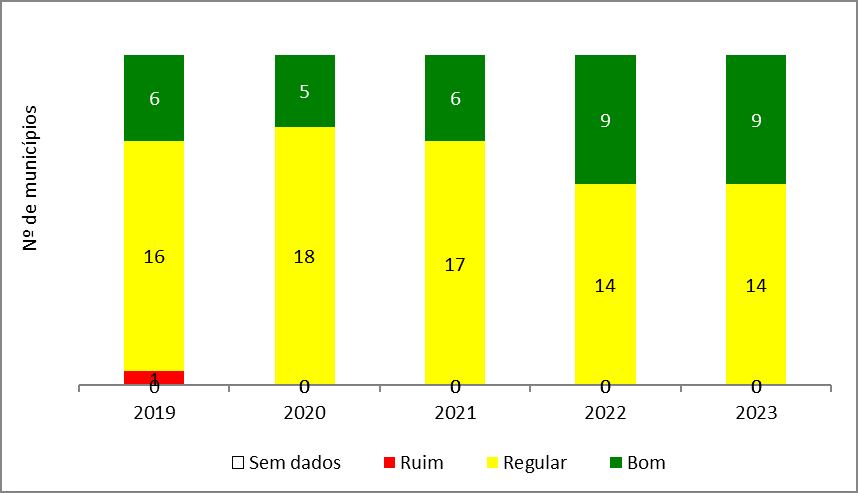 Nº de municípios
6 5 6 9 9
16 18 17 14 14
1
0 0 0 0 0
2019 2020 2021 2022 2023
Sem dados Ruim Regular Bom